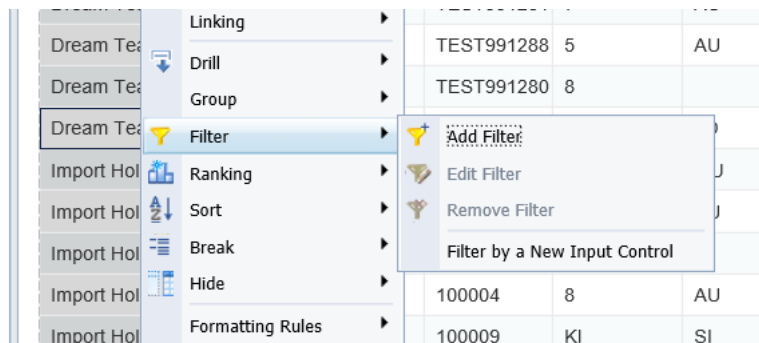 Linking
Dream Tea TEST991288 5 AU
Drill
Dream Tea TEST991280 8
Group
Dream Tea Filter Add Filter
Import Hol Ranking Edit Filter
Import Hol Sort Remove Filter
Import Hol Break Filter by a New Input Control
Hide
Import Hol 100004 8 AU
Formatting Rules
Import Hol 100009 KI SI